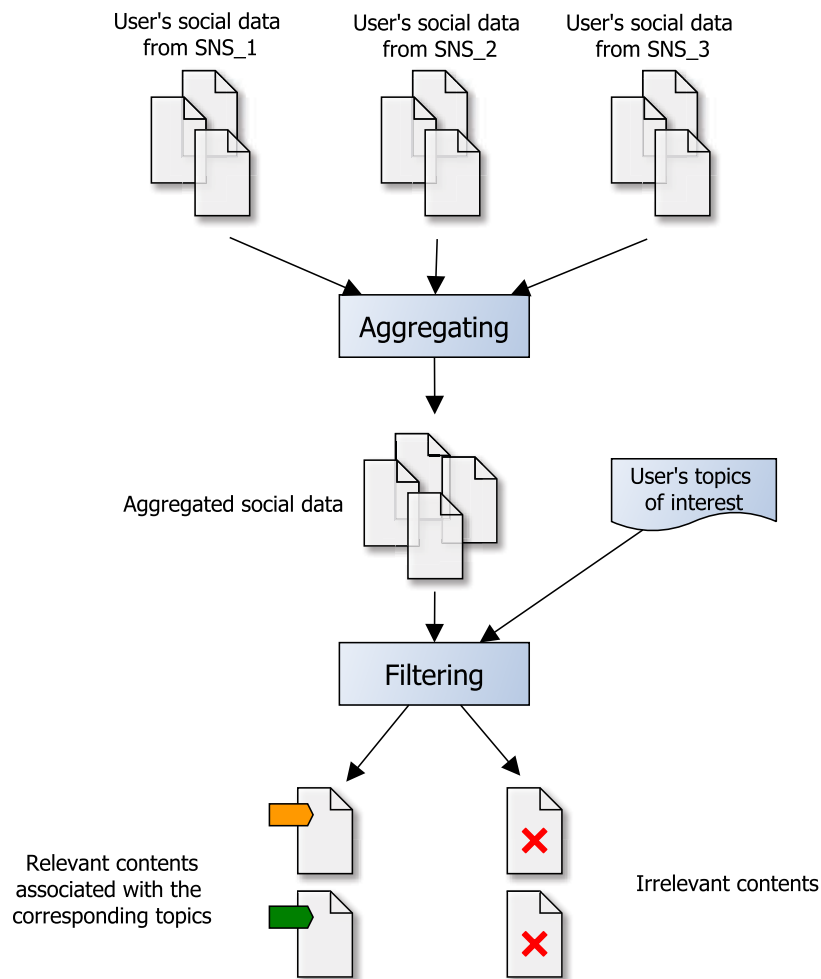 User's social data
from SNS_1
User's social data
from SNS_2
User's social data
from SNS_3
Aggregating
Aggregated social data
User's topics
of interest
Filtering
Relevant contents
associated with the
corresponding topics
Irrelevant contents